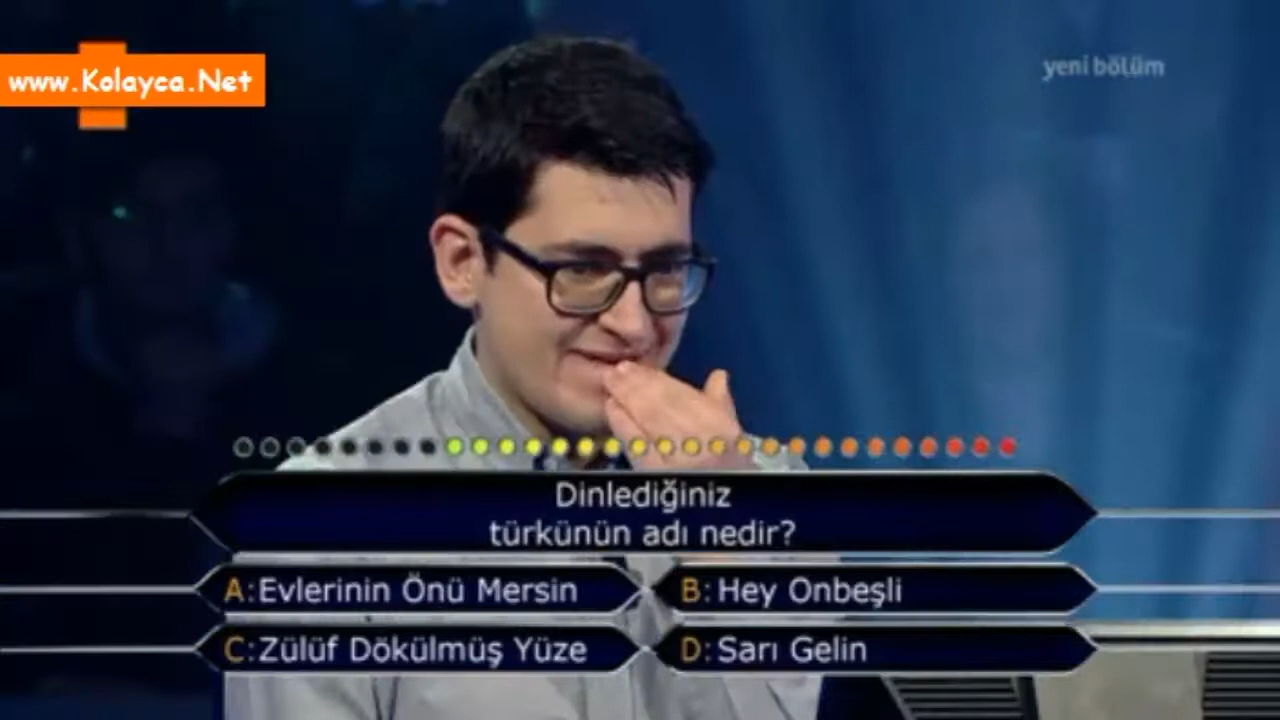 www.Kolayca.Net
yeni bölüm
Dinlediğiniz
türkünün adı nedir?
A:Evlerinin Önü Mersin
B:Hey Onbeşli
C:Zülüf Dökülmüş Yüze
D:Sarı Gelin